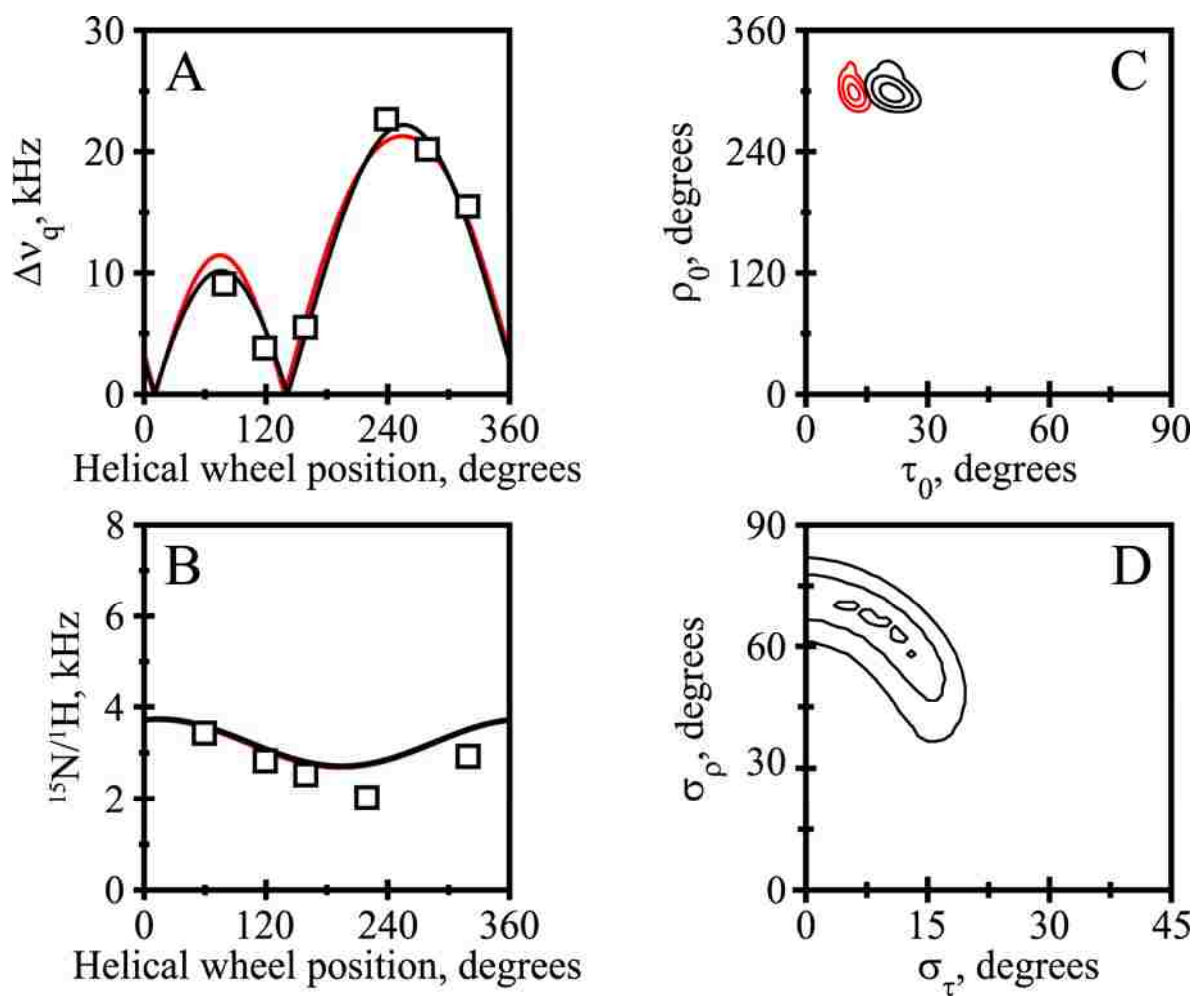 A
30
20
10
0
Δν_q, kHz
0 120 240 360
Helical wheel position, degrees
C
360
240
120
0
ρ₀, degrees
0 30 60 90
τ₀, degrees
B
8
6
4
2
0
¹⁵N/¹H, kHz
0 120 240 360
Helical wheel position, degrees
D
90
60
30
0
σ_ρ, degrees
0 15 30 45
σ_τ, degrees